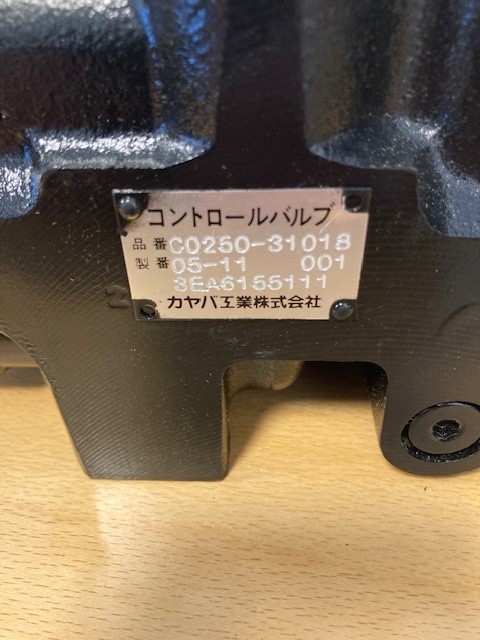 コントロールバルブ
品番 C0250-31018
製番 05-11 001
3EA6155111
カヤバ工業株式会社
2